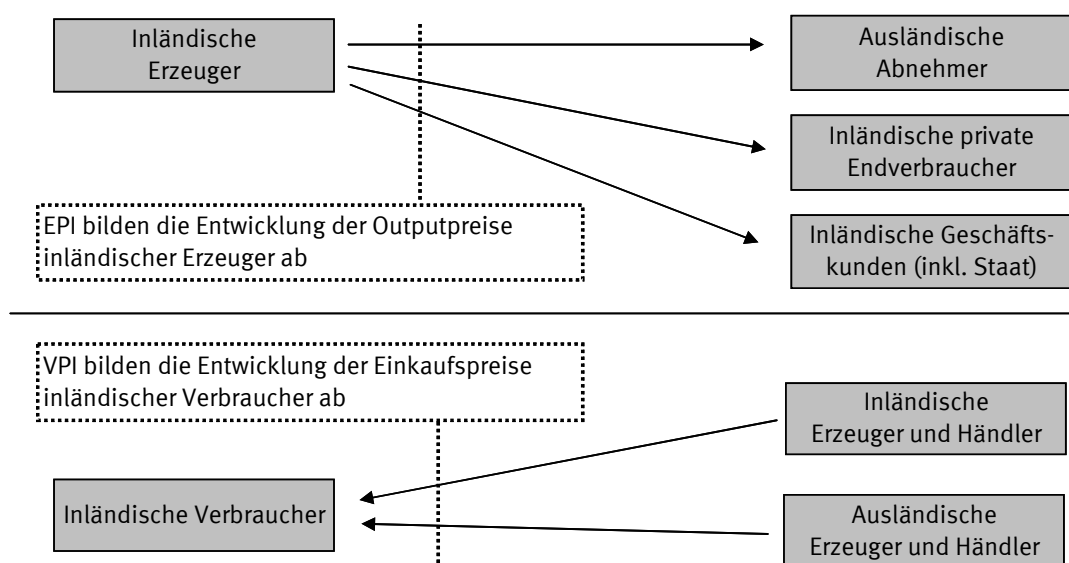 Inländische
Erzeuger
Ausländische
Abnehmer
Inländische private
Endverbraucher
EPI bilden die Entwicklung der Outputpreise
inländischer Erzeuger ab
Inländische Geschäfts-
kunden (inkl. Staat)
VPI bilden die Entwicklung der Einkaufspreise
inländischer Verbraucher ab
Inländische
Erzeuger und Händler
Inländische Verbraucher
Ausländische
Erzeuger und Händler